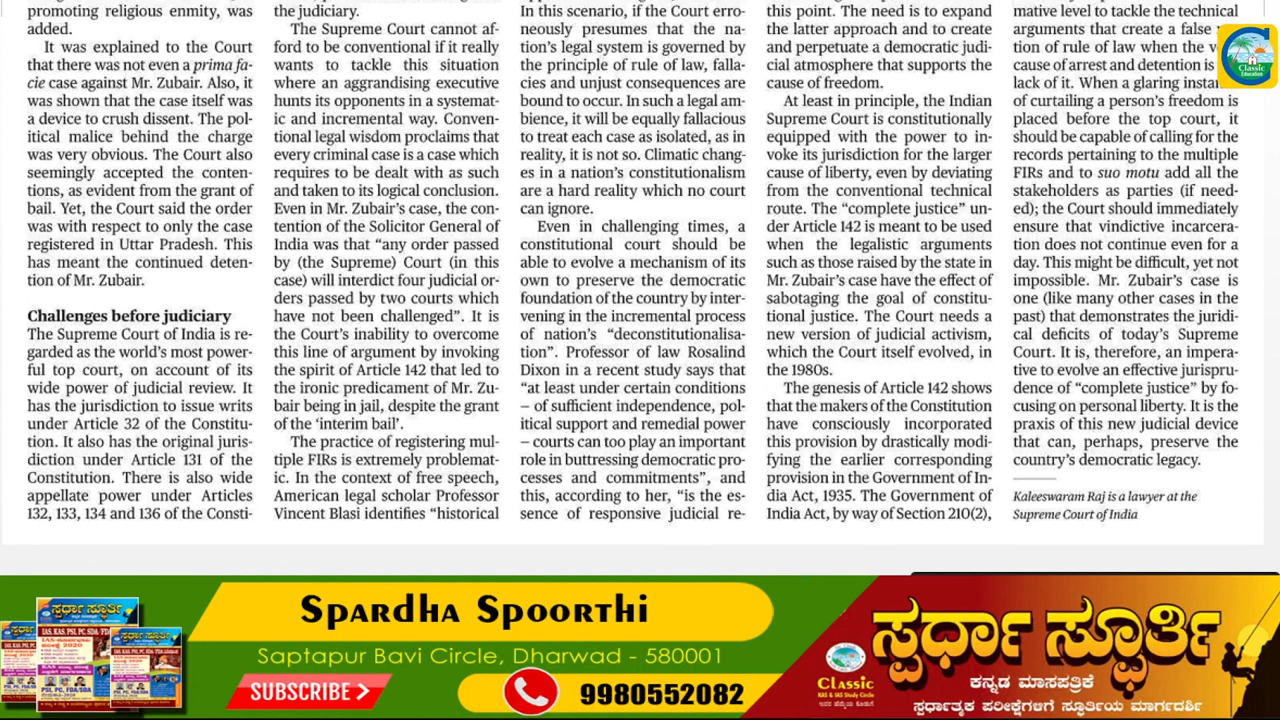 promoting religious enmity, was
added.
It was explained to the Court
that there was not even a prima fa-
cie case against Mr. Zubair. Also, it
was shown that the case itself was
a device to crush dissent. The pol-
itical malice behind the charge
was very obvious. The Court also
seemingly accepted the conten-
tions, as evident from the grant of
bail. Yet, the Court said the order
was with respect to only the case
registered in Uttar Pradesh. This
has meant the continued deten-
tion of Mr. Zubair.
Challenges before judiciary
The Supreme Court of India is re-
garded as the world's most power-
ful top court, on account of its
wide power of judicial review. It
has the jurisdiction to issue writs
under Article 32 of the Constitu-
tion. It also has the original juris-
diction under Article 131 of the
Constitution. There is also wide
appellate power under Articles
132, 133, 134 and 136 of the Consti-
the judiciary.
The Supreme Court cannot af-
ford to be conventional if it really
wants to tackle this situation
where an aggrandising executive
hunts its opponents in a systemat-
ic and incremental way. Conven-
tional legal wisdom proclaims that
every criminal case is a case which
requires to be dealt with as such
and taken to its logical conclusion.
Even in Mr. Zubair's case, the con-
tention of the Solicitor General of
India was that "any order passed
by (the Supreme) Court (in this
case) will interdict four judicial or-
ders passed by two courts which
have not been challenged". It is
the Court's inability to overcome
this line of argument by invoking
the spirit of Article 142 that led to
the ironic predicament of Mr. Zu-
bair being in jail, despite the grant
of the 'interim bail'.
The practice of registering mul-
tiple FIRs is extremely problemat-
ic. In the context of free speech,
American legal scholar Professor
Vincent Blasi identifies "historical
In this scenario, if the Court erro-
neously presumes that the na-
tion's legal system is governed by
the principle of rule of law, falla-
cies and unjust consequences are
bound to occur. In such a legal am-
bience, it will be equally fallacious
to treat each case as isolated, as in
reality, it is not so. Climatic chang-
es in a nation's constitutionalism
are a hard reality which no court
can ignore.
Even in challenging times, a
constitutional court should be
able to evolve a mechanism of its
own to preserve the democratic
foundation of the country by inter-
vening in the incremental process
of nation's "deconstitutionalisa-
tion". Professor of law Rosalind
Dixon in a recent study says that
"at least under certain conditions
– of sufficient independence, pol-
itical support and remedial power
– courts can too play an important
role in buttressing democratic pro-
cesses and commitments", and
this, according to her, "is the es-
sence of responsive judicial re-
this point. The need is to expand
the latter approach and to create
and perpetuate a democratic judi-
cial atmosphere that supports the
cause of freedom.
At least in principle, the Indian
Supreme Court is constitutionally
equipped with the power to in-
voke its jurisdiction for the larger
cause of liberty, even by deviating
from the conventional technical
route. The "complete justice" un-
der Article 142 is meant to be used
when the legalistic arguments
such as those raised by the state in
Mr. Zubair's case have the effect of
sabotaging the goal of constitu-
tional justice. The Court needs a
new version of judicial activism,
which the Court itself evolved, in
the 1980s.
The genesis of Article 142 shows
that the makers of the Constitution
have consciously incorporated
this provision by drastically modi-
fying the earlier corresponding
provision in the Government of In-
dia Act, 1935. The Government of
India Act, by way of Section 210(2),
mative level to tackle the technical
arguments that create a false
tion of rule of law when the
cause of arrest and detention is
lack of it. When a glaring
of curtailing a person's freedom is
placed before the top court, it
should be capable of calling for the
records pertaining to the multiple
FIRs and to suo motu add all the
stakeholders as parties (if need-
ed); the Court should immediately
ensure that vindictive incarcera-
tion does not continue even for a
day. This might be difficult, yet not
impossible. Mr. Zubair's case is
one (like many other cases in the
past) that demonstrates the juridi-
cal deficits of today's Supreme
Court. It is, therefore, an impera-
tive to evolve an effective jurispru-
dence of "complete justice" by fo-
cusing on personal liberty. It is the
praxis of this new judicial device
that can, perhaps, preserve the
country's democratic legacy.
Kaleeswaram Raj is a lawyer at the
Supreme Court of India
Classic
Education
Spardha Spoorthi
Saptapur Bavi Circle, Dharwad - 580001
SUBSCRIBE
9980552082
ಸ್ಪರ್ಧಾ ಸ್ಫೂರ್ತಿ
Classic
KAS & IAS Study Circle
ಕನ್ನಡ ಮಾಸಪತ್ರಿಕೆ
ಸ್ಪರ್ಧಾತ್ಮಕ ಪರೀಕ್ಷೆಗಳಿಗೆ ಸ್ಫೂರ್ತಿಯ ಮಾರ್ಗದರ್ಶಿ
ಸ್ಪರ್ಧಾ ಸ್ಫೂರ್ತಿ